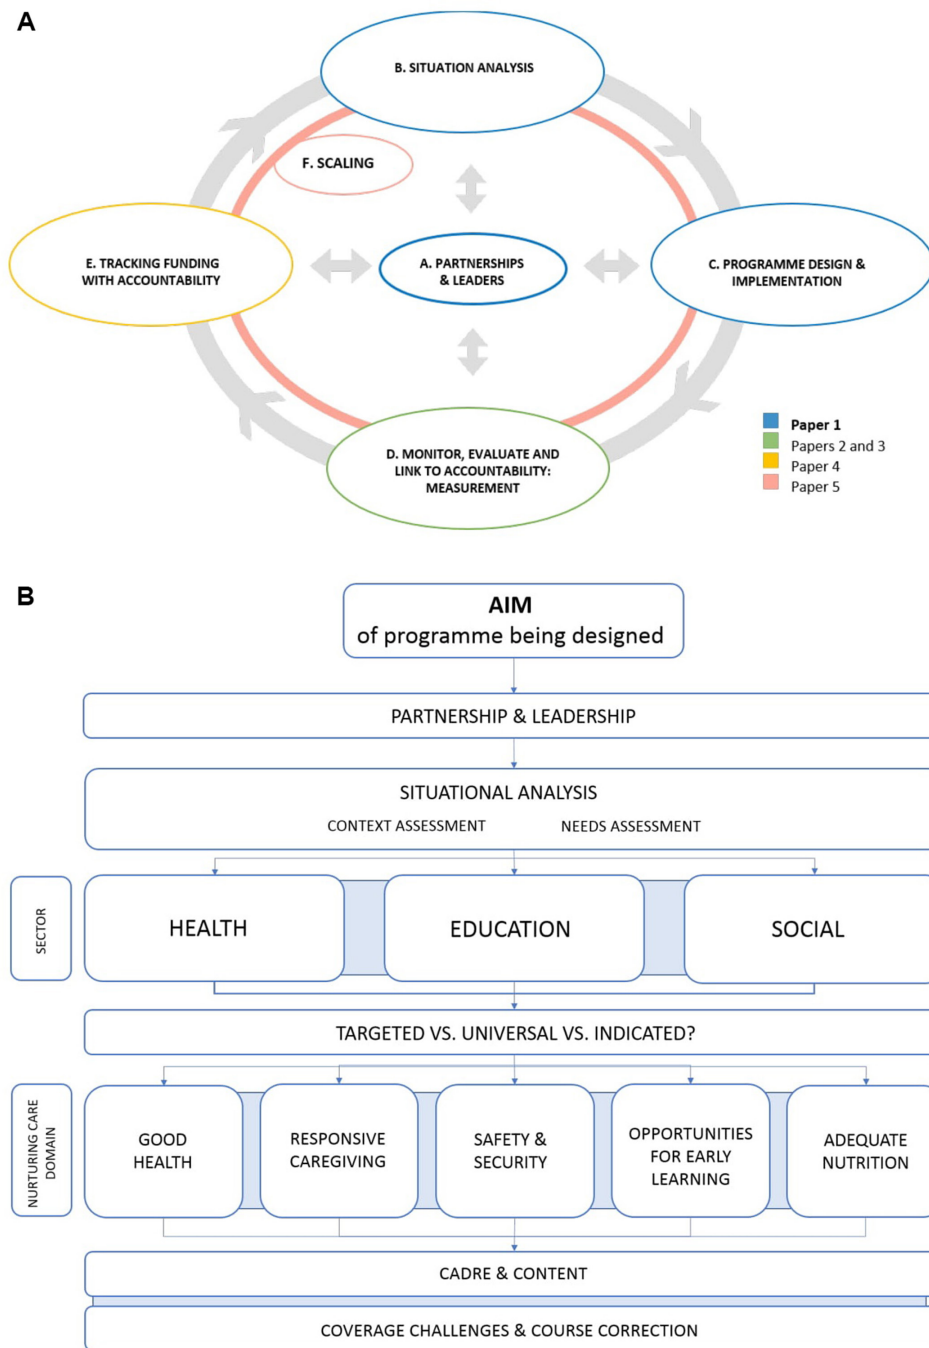 A
B. SITUATION ANALYSIS
F. SCALING
E. TRACKING FUNDING
WITH ACCOUNTABILITY
A. PARTNERSHIPS
& LEADERS
C. PROGRAMME DESIGN &
IMPLEMENTATION
D. MONITOR, EVALUATE AND
LINK TO ACCOUNTABILITY:
MEASUREMENT
Paper 1
Papers 2 and 3
Paper 4
Paper 5
B
AIM
of programme being designed
PARTNERSHIP & LEADERSHIP
SITUATIONAL ANALYSIS
CONTEXT ASSESSMENT
NEEDS ASSESSMENT
SECTOR
HEALTH
EDUCATION
SOCIAL
TARGETED VS. UNIVERSAL VS. INDICATED?
NURTURING CARE
DOMAIN
GOOD
HEALTH
RESPONSIVE
CAREGIVING
SAFETY &
SECURITY
OPPORTUNITIES
FOR EARLY
LEARNING
ADEQUATE
NUTRITION
CADRE & CONTENT
COVERAGE CHALLENGES & COURSE CORRECTION